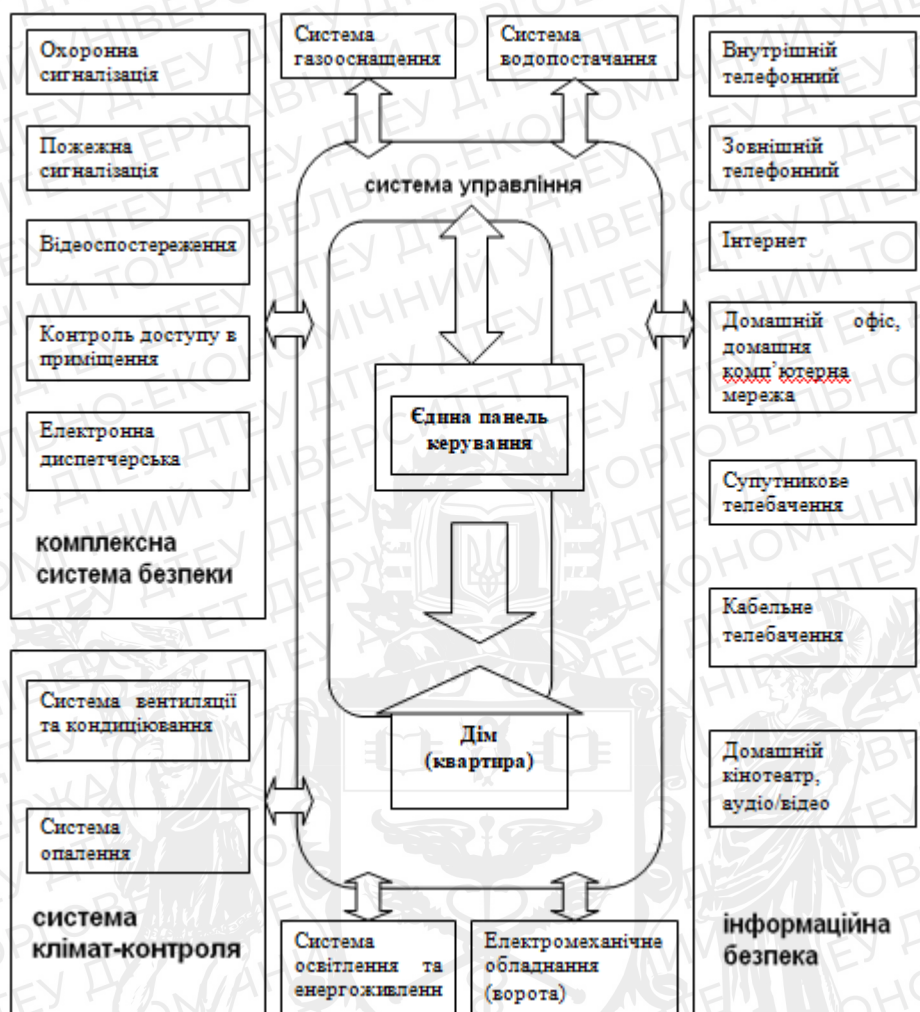 Охоронна
сигналізація
Пожежна
сигналізація
Відеоспостереження
Контроль доступу в
приміщення
Електронна
диспетчерська
комплексна
система безпеки
Система вентиляції
та кондиціювання
Система
опалення
система
клімат-контроля
Система
газооснащення
Система
водопостачання
система управління
Єдина панель
керування
Дім
(квартира)
Система
освітлення та
енергоживленн
Електромеханічне
обладнання
(ворота)
Внутрішній
телефонний
Зовнішній
телефонний
Інтернет
Домашній офіс,
домашня
комп’ютерна
мережа
Супутникове
телебачення
Кабельне
телебачення
Домашній
кінотеатр,
аудіо/відео
інформаційна
безпека